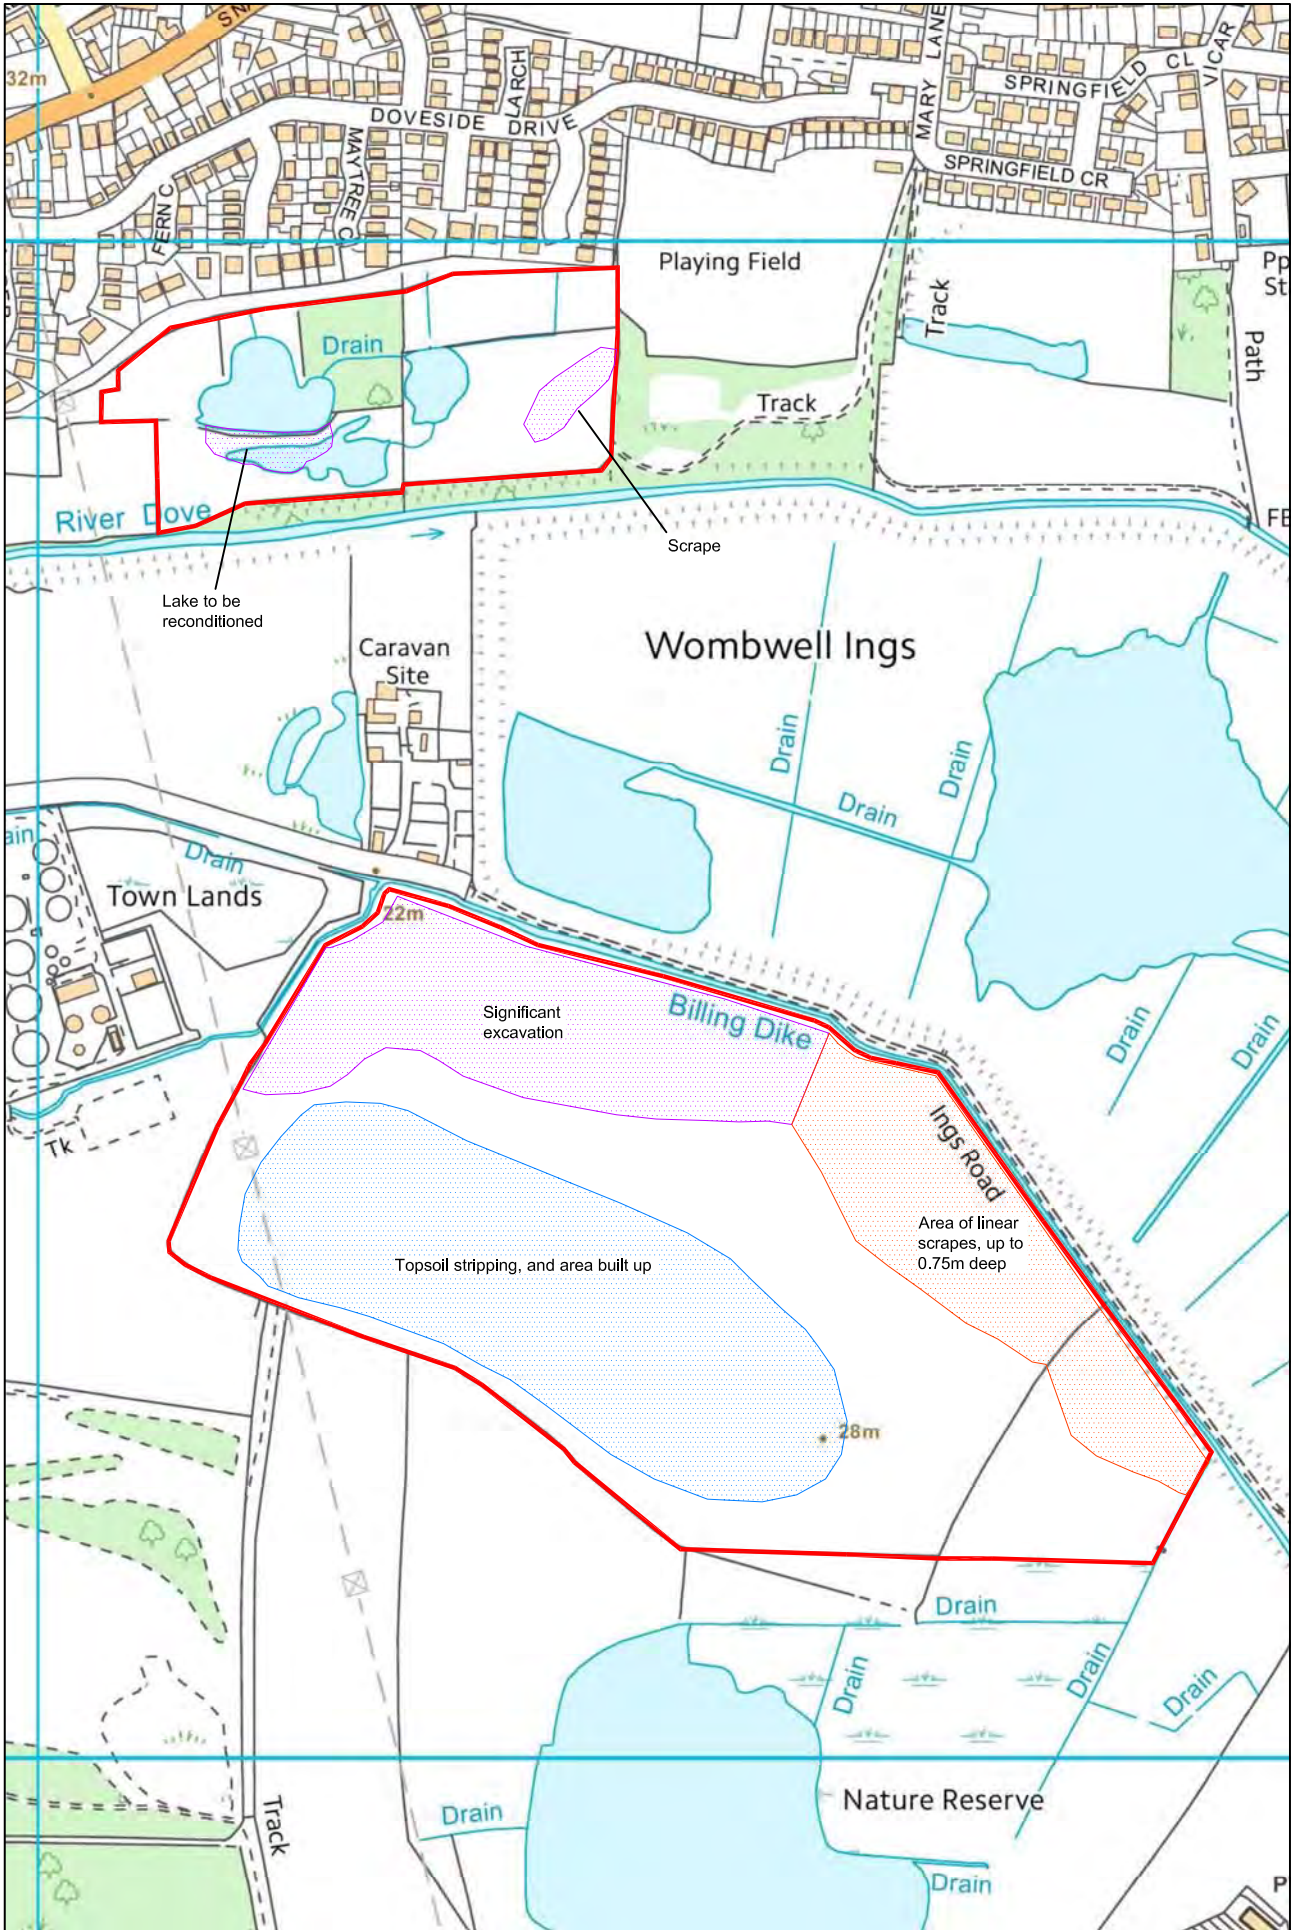 32m
LARCH
MARY LANE
SPRINGFIELD CL
VICAR
DOVESIDE DRIVE
MAYTREE C
FERN C
SPRINGFIELD CR
Playing Field
Track
Path
Drain
Track
River Dove
Scrape
Lake to be
reconditioned
Wombwell Ings
Caravan
Site
Drain
Drain
Drain
Drain
Town Lands
22m
Significant
excavation
Billing Dike
Drain
Drain
Ings Road
Tk
Area of linear
scrapes, up to
0.75m deep
Topsoil stripping, and area built up
28m
Drain
Drain
Drain
Drain
Nature Reserve
Track
Drain
Drain